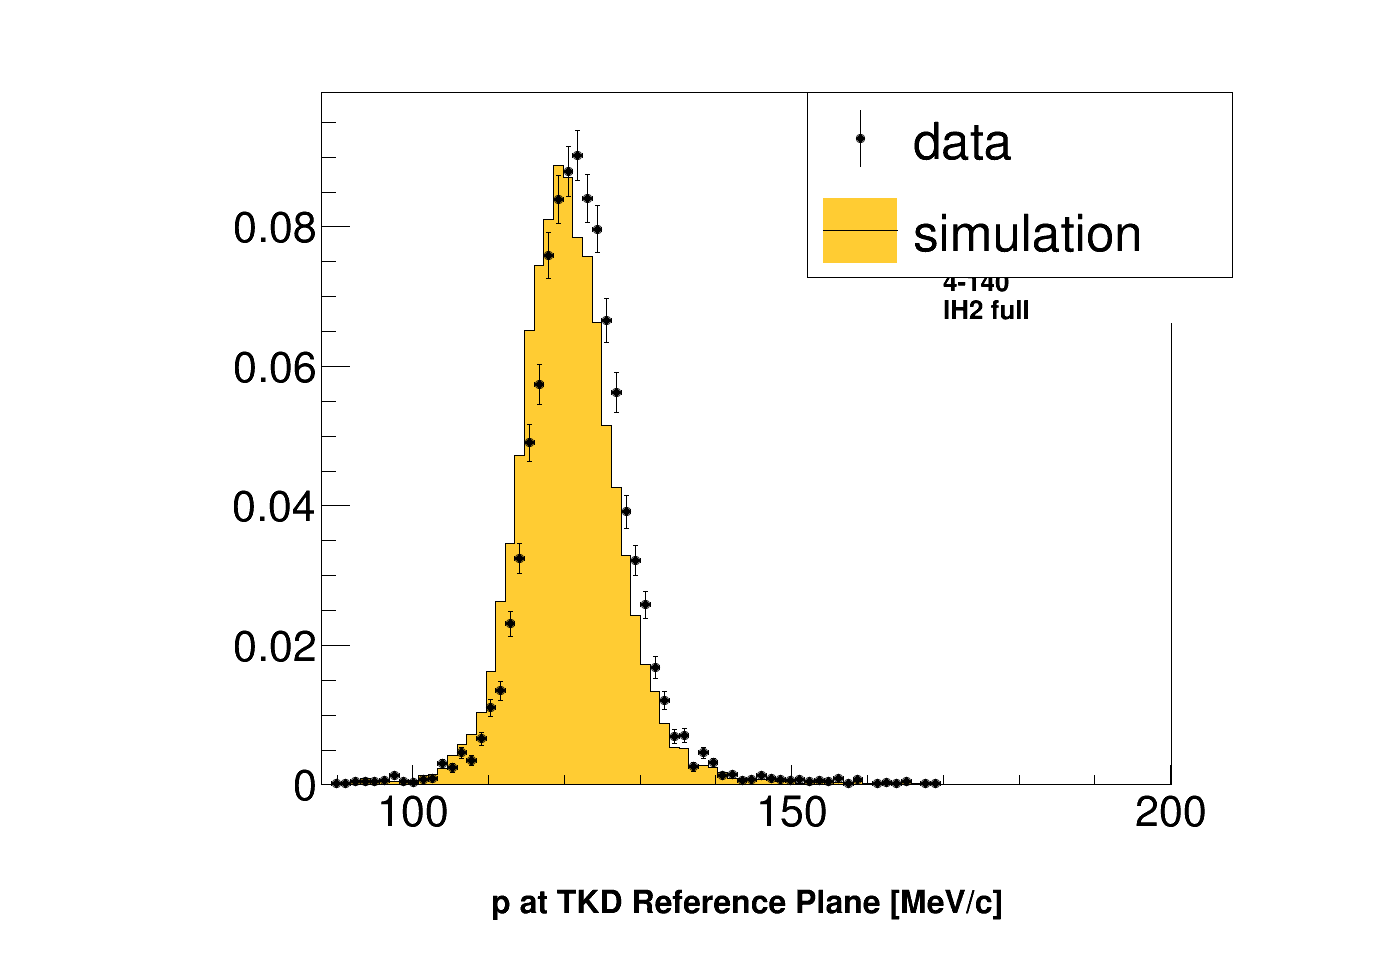 data
simulation
4-140
lH2 full
0.08
0.06
0.04
0.02
0
100
150
200
p at TKD Reference Plane [MeV/c]